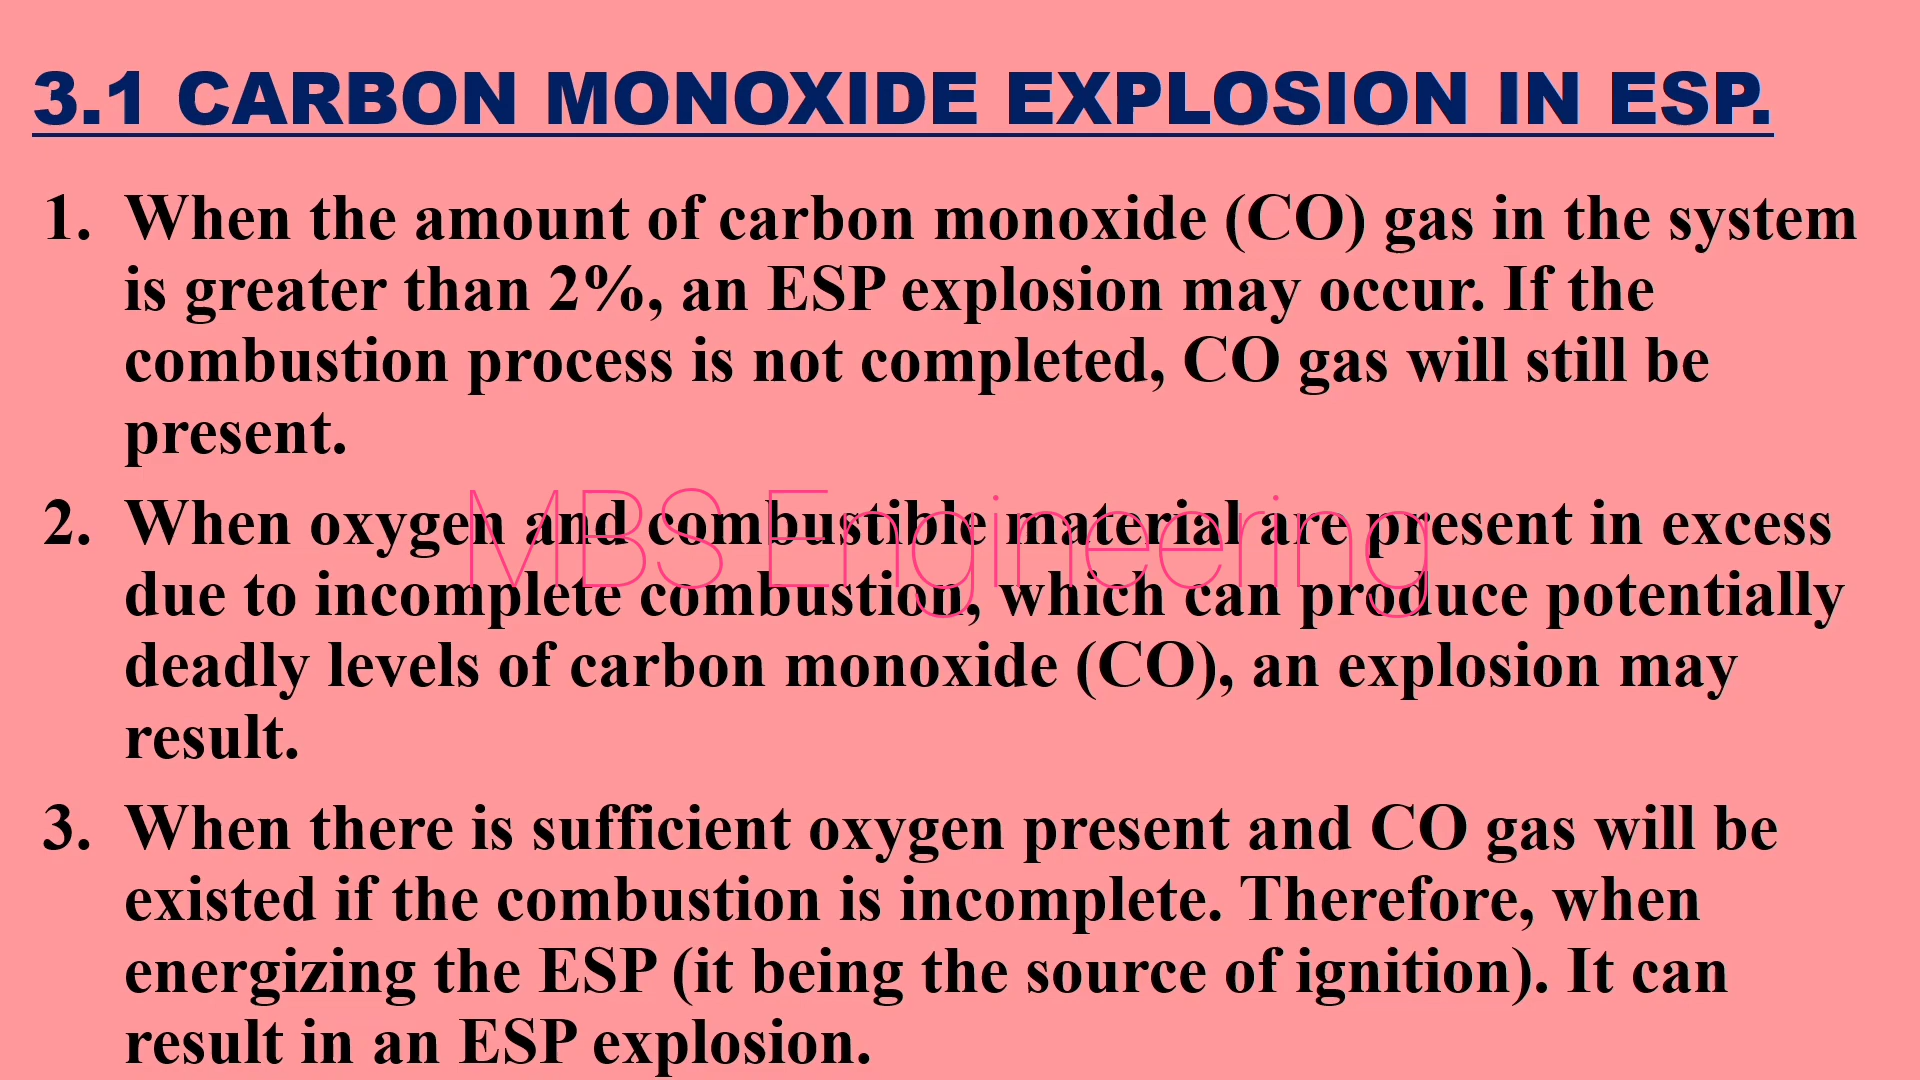 3.1 CARBON MONOXIDE EXPLOSION IN ESP.
1. When the amount of carbon monoxide (CO) gas in the system
is greater than 2%, an ESP explosion may occur. If the
combustion process is not completed, CO gas will still be
present.
2. When oxygen and combustible material are present in excess
MBS Engineering
due to incomplete combustion, which can produce potentially
deadly levels of carbon monoxide (CO), an explosion may
result.
3. When there is sufficient oxygen present and CO gas will be
existed if the combustion is incomplete. Therefore, when
energizing the ESP (it being the source of ignition). It can
result in an ESP explosion.